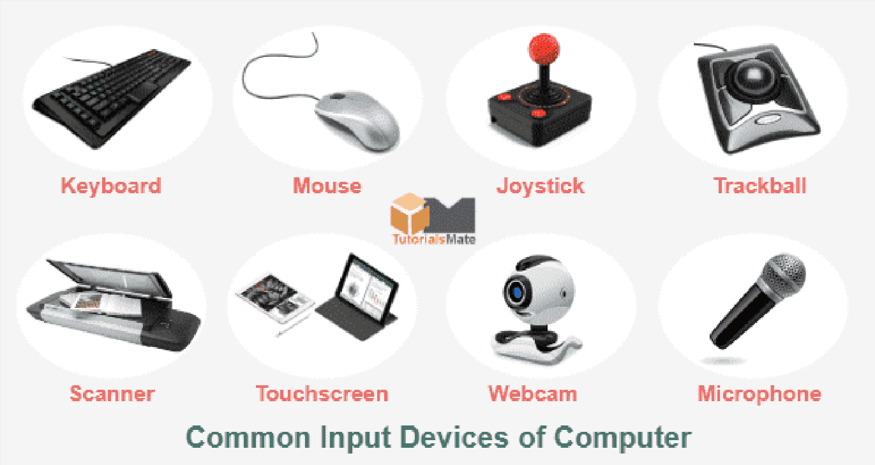 Keyboard
Mouse
Joystick
Trackball
TutorialsMate
Scanner
Touchscreen
Webcam
Microphone
Common Input Devices of Computer